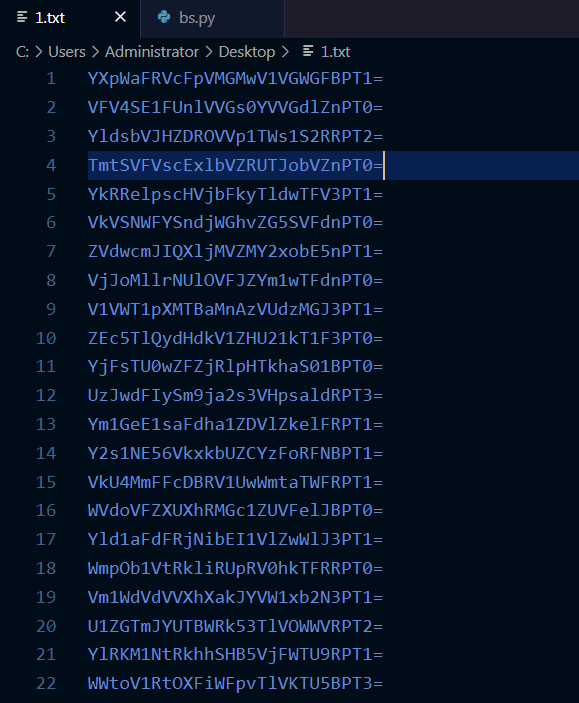 1.txt
bs.py
C: > Users > Administrator > Desktop > 1.txt
1 YXpWaFRVcFpVMGMwV1VGWGFBPT1=
2 VFV4SE1FUnlVVGs0YVVGdlZnPT0=
3 YldsbVJHZDROVVp1TWs1S2RRPT2=
4 TmtSVFVscExlbVZRUTJobVZnPT0=
5 YkRRelpscHVjbFkyTldwTFV3PT1=
6 VkVSNWFYSndjWGhvZG5SVFdnPT0=
7 ZVdwcmJIQXljMVZMY2xobE5nPT1=
8 VjJoMllrNUlOVFJZYm1wTFdnPT0=
9 V1VWT1pXMTBaMnAzVUdzMGJ3PT1=
10 ZEc5TlQydHdkV1ZHU21kT1F3PT0=
11 YjFsTU0wZFZjRlpHTkhaS01BPT0=
12 UzJwdFIySm9ja2s3VHpsaldRPT3=
13 Ym1GeE1saFdha1ZDVlZkelFRPT1=
14 Y2s1NE56VkxkbUZCYzFoRFNBPT1=
15 VkU4MmFFcDBRV1UwWmtaTWFRPT1=
16 WVdoVFZXUXhRMGc1ZUVFelJBPT0=
17 Yld1aFdFRjNibEI1VlZwWlJ3PT1=
18 WmpOb1VtRkliRUpRV0hkTFRRPT0=
19 Vm1WdVdVVXhXakJYVW1xb2N3PT1=
20 U1ZGTmJYUTBWRk53TlVOWWVRPT2=
21 YlRKM1NtRkhhSHB5VjFWTU9RPT1=
22 WWtoV1RtOXFiWFpvTlVKTU5BPT3=